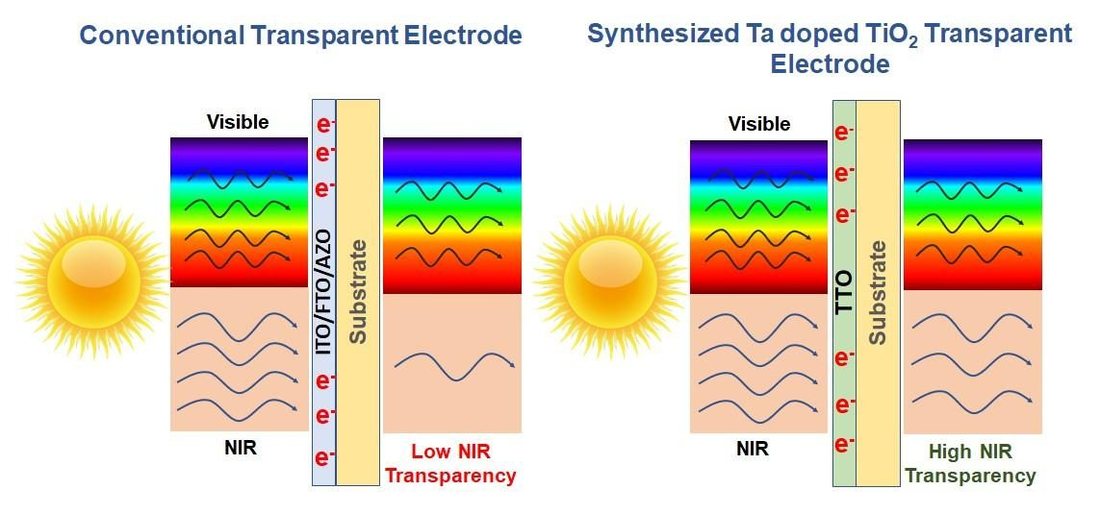 Conventional Transparent Electrode
Visible
e-
e-
e-
ITO/FTO/AZO
Substrate
e-
e-
e-
NIR
Low NIR
Transparency
Synthesized Ta doped TiO₂ Transparent
Electrode
Visible
e-
e-
e-
TTO
Substrate
e-
e-
e-
NIR
High NIR
Transparency